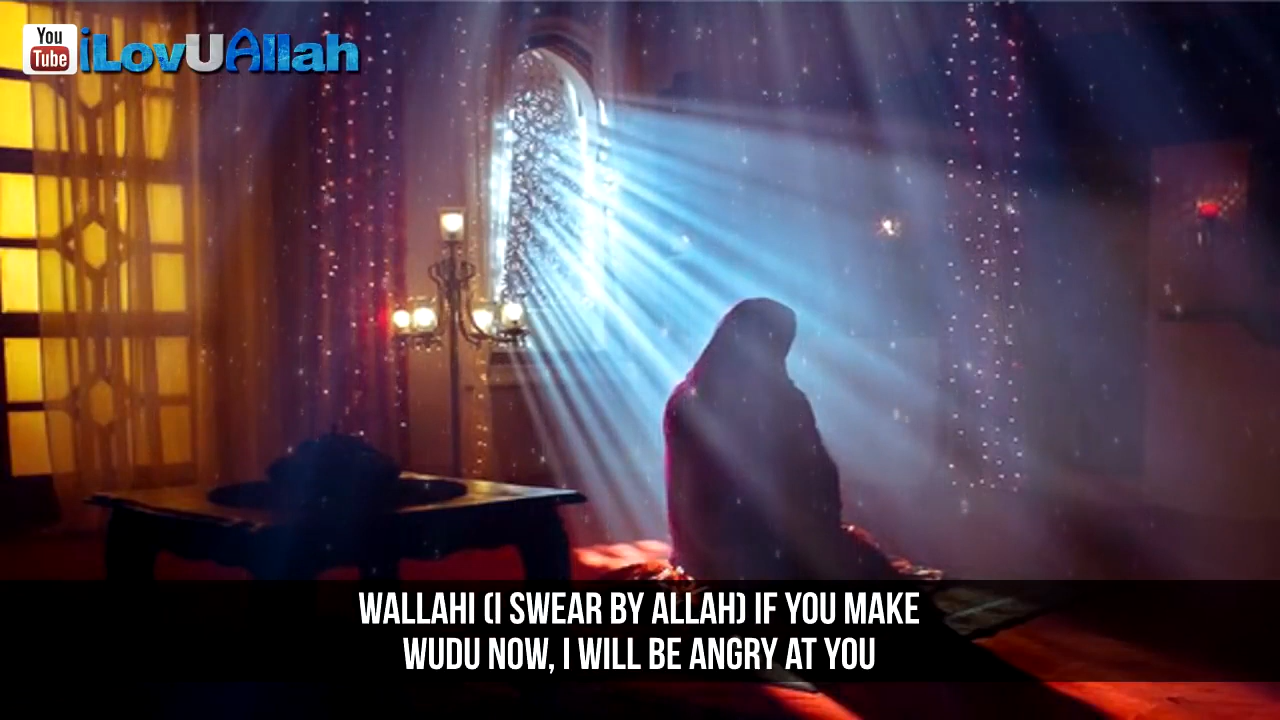 You
Tube
iLovUAllah
WALLAHI (I SWEAR BY ALLAH) IF YOU MAKE
WUDU NOW, I WILL BE ANGRY AT YOU